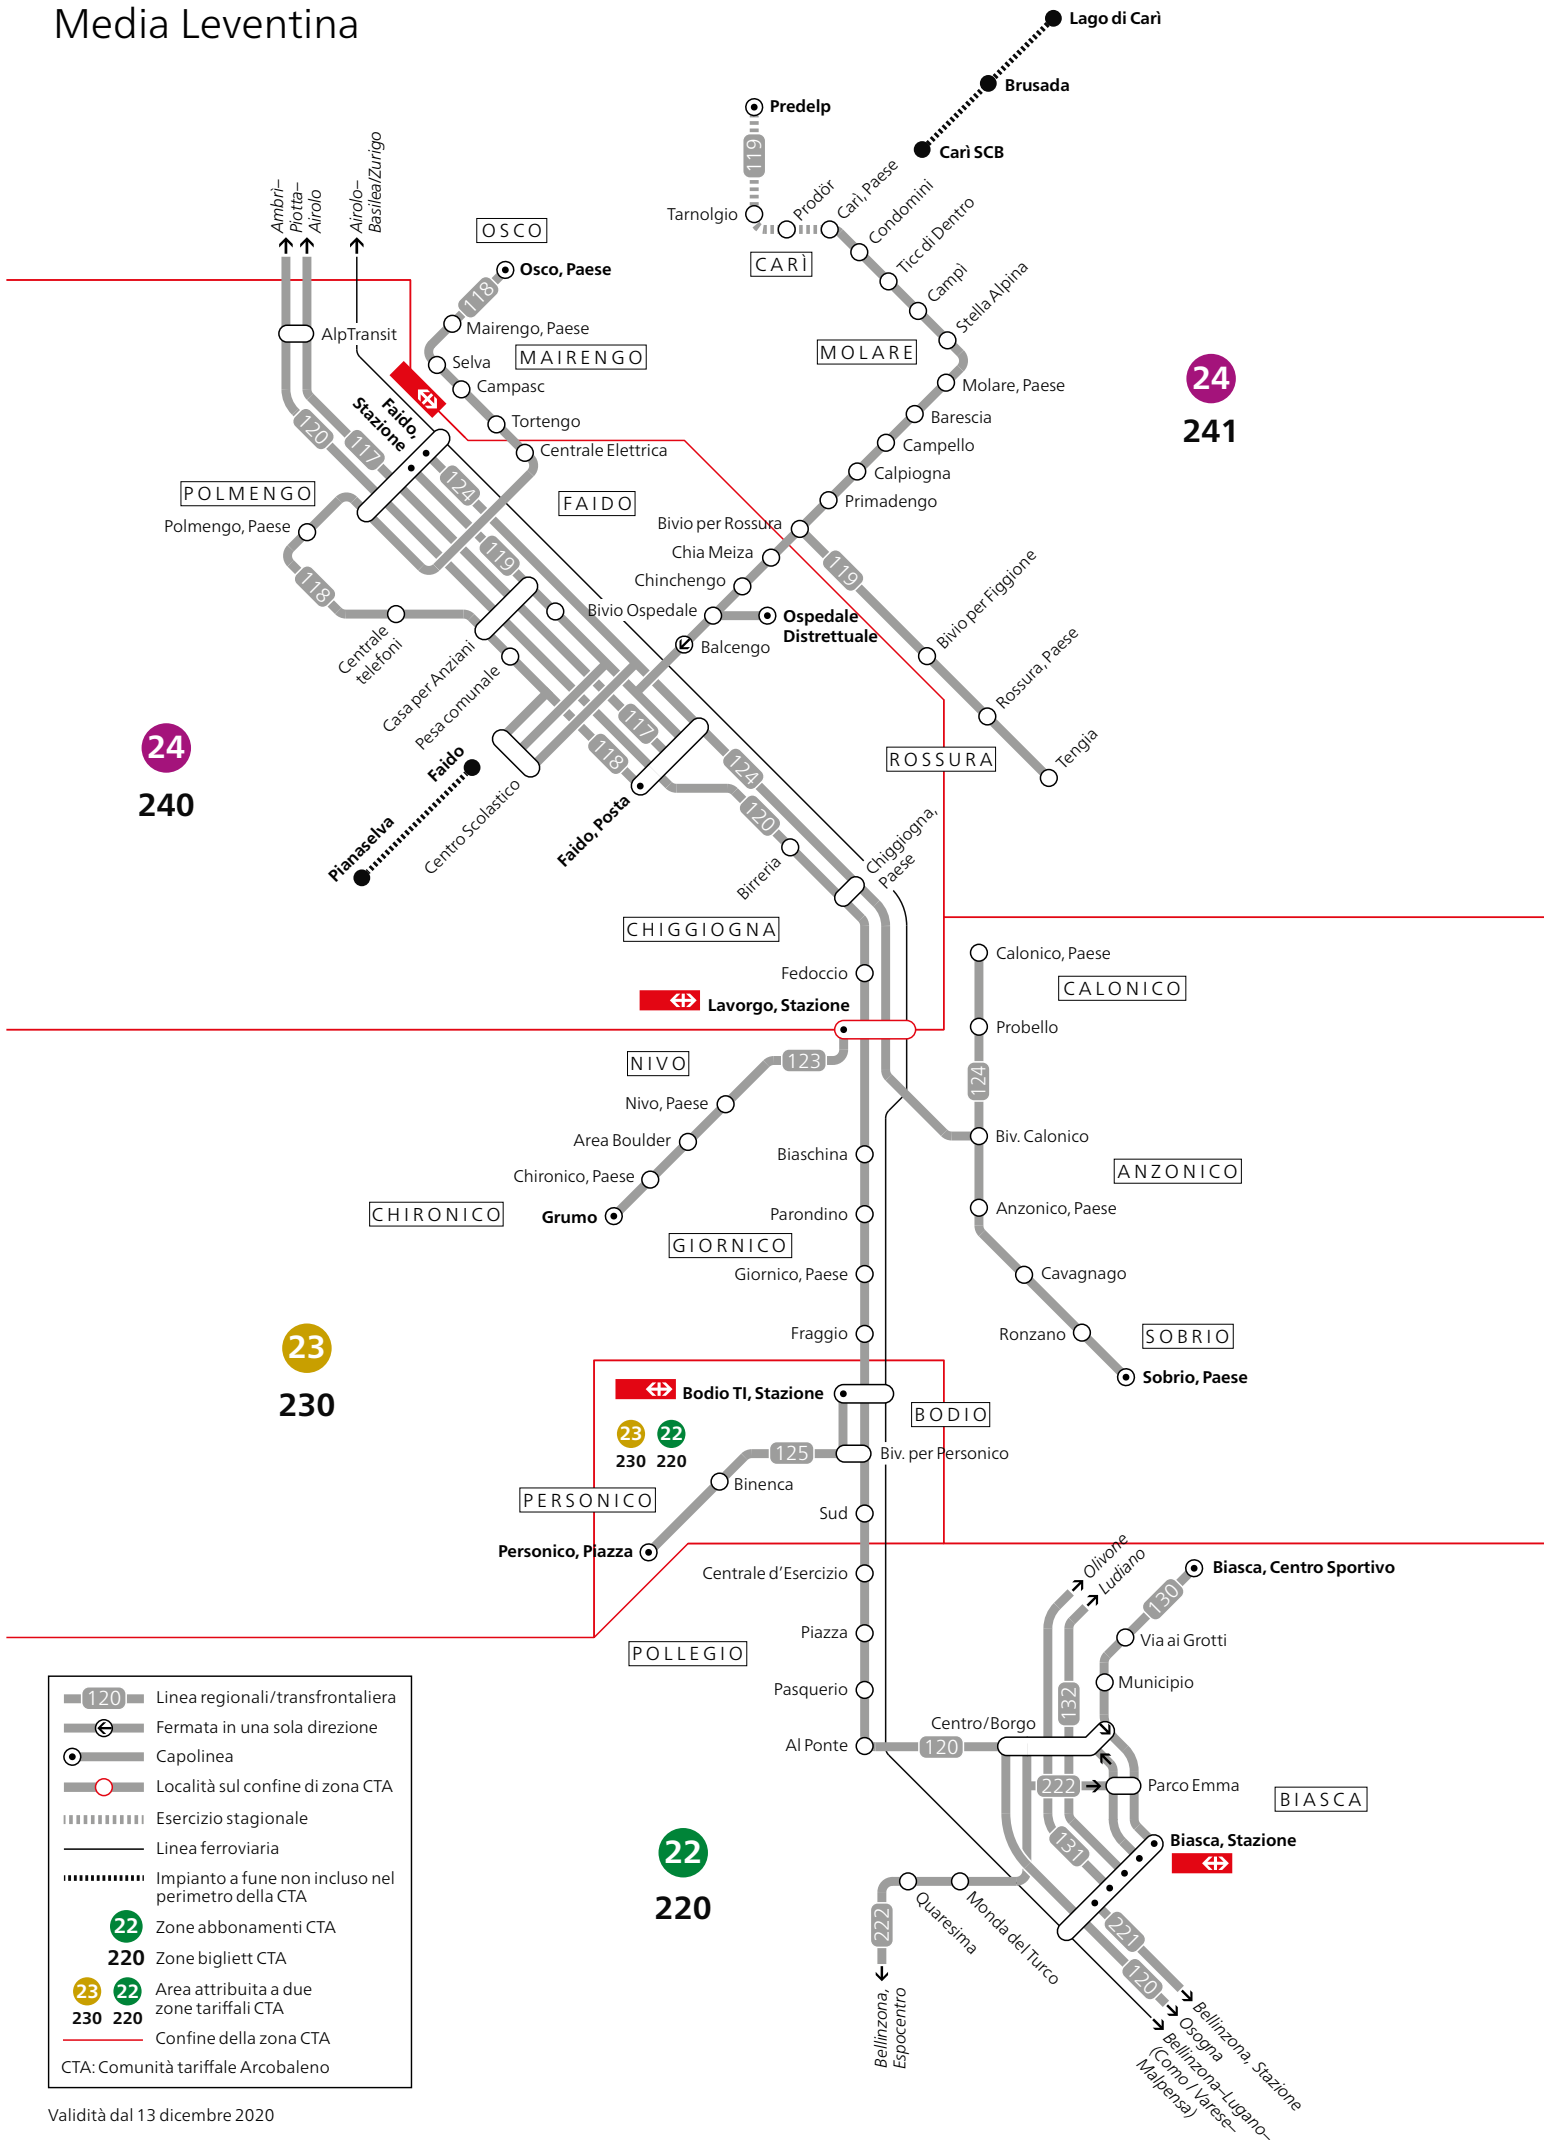 Media Leventina
Lago di Carì
Brusada
Carì SCB
Predelp
119
Tarnolgio
Prodör
Carì, Paese
Condomini
Ticc di Dentro
Campì
Stella Alpina
CARÌ
MOLARE
Molare, Paese
Barescia
Campello
Calpiogna
Primadengo
Bivio per Rossura
Chia Meiza
Chinchengo
Bivio Ospedale
Ospedale
Distrettuale
Balcengo
119
Bivio per Figgione
Rossura, Paese
Tengia
ROSSURA
24
241
Ambrì–
Piotta–
Airolo
Airolo–
Basilea/Zurigo
OSCO
Osco, Paese
118
Mairengo, Paese
MAIRENGO
Selva
Campasc
Tortengo
Centrale Elettrica
AlpTransit
Faido,
Stazione
120
117
124
119
FAIDO
POLMENGO
Polmengo, Paese
118
Centrale
telefoni
Casa per Anziani
Pesa comunale
24
240
Faido
Pianaselva
Centro Scolastico
117
118
Faido, Posta
124
120
Birreria
Chiggiogna,
Paese
CHIGGIOGNA
Fedoccio
Lavorgo, Stazione
Calonico, Paese
CALONICO
Probello
124
Biv. Calonico
ANZONICO
Anzonico, Paese
Cavagnago
Ronzano
SOBRIO
Sobrio, Paese
NIVO
123
Nivo, Paese
Area Boulder
Chironico, Paese
CHIRONICO
Grumo
Biaschina
Parondino
GIORNICO
Giornico, Paese
Fraggio
23
230
Bodio TI, Stazione
BODIO
23 22
230 220
125
Biv. per Personico
Binenca
PERSONICO
Sud
Personico, Piazza
Centrale d'Esercizio
Piazza
POLLEGIO
Pasquerio
Al Ponte
120
Centro/Borgo
Olivone
Ludiano
Biasca, Centro Sportivo
130
Via ai Grotti
Municipio
132
222
Parco Emma
BIASCA
131
Biasca, Stazione
22
220
222
Quaresima
Monda del Turco
221
120
Bellinzona,
Espocentro
Bellinzona, Stazione
Osogna
Bellinzona–Lugano–
(Como / Varese–
Malpensa)
120 Linea regionali/transfrontaliera
Fermata in una sola direzione
Capolinea
Località sul confine di zona CTA
Esercizio stagionale
Linea ferroviaria
Impianto a fune non incluso nel
perimetro della CTA
22 Zone abbonamenti CTA
220 Zone bigliett CTA
23 22 Area attribuita a due
230 220 zone tariffali CTA
Confine della zona CTA
CTA: Comunità tariffale Arcobaleno
Validità dal 13 dicembre 2020